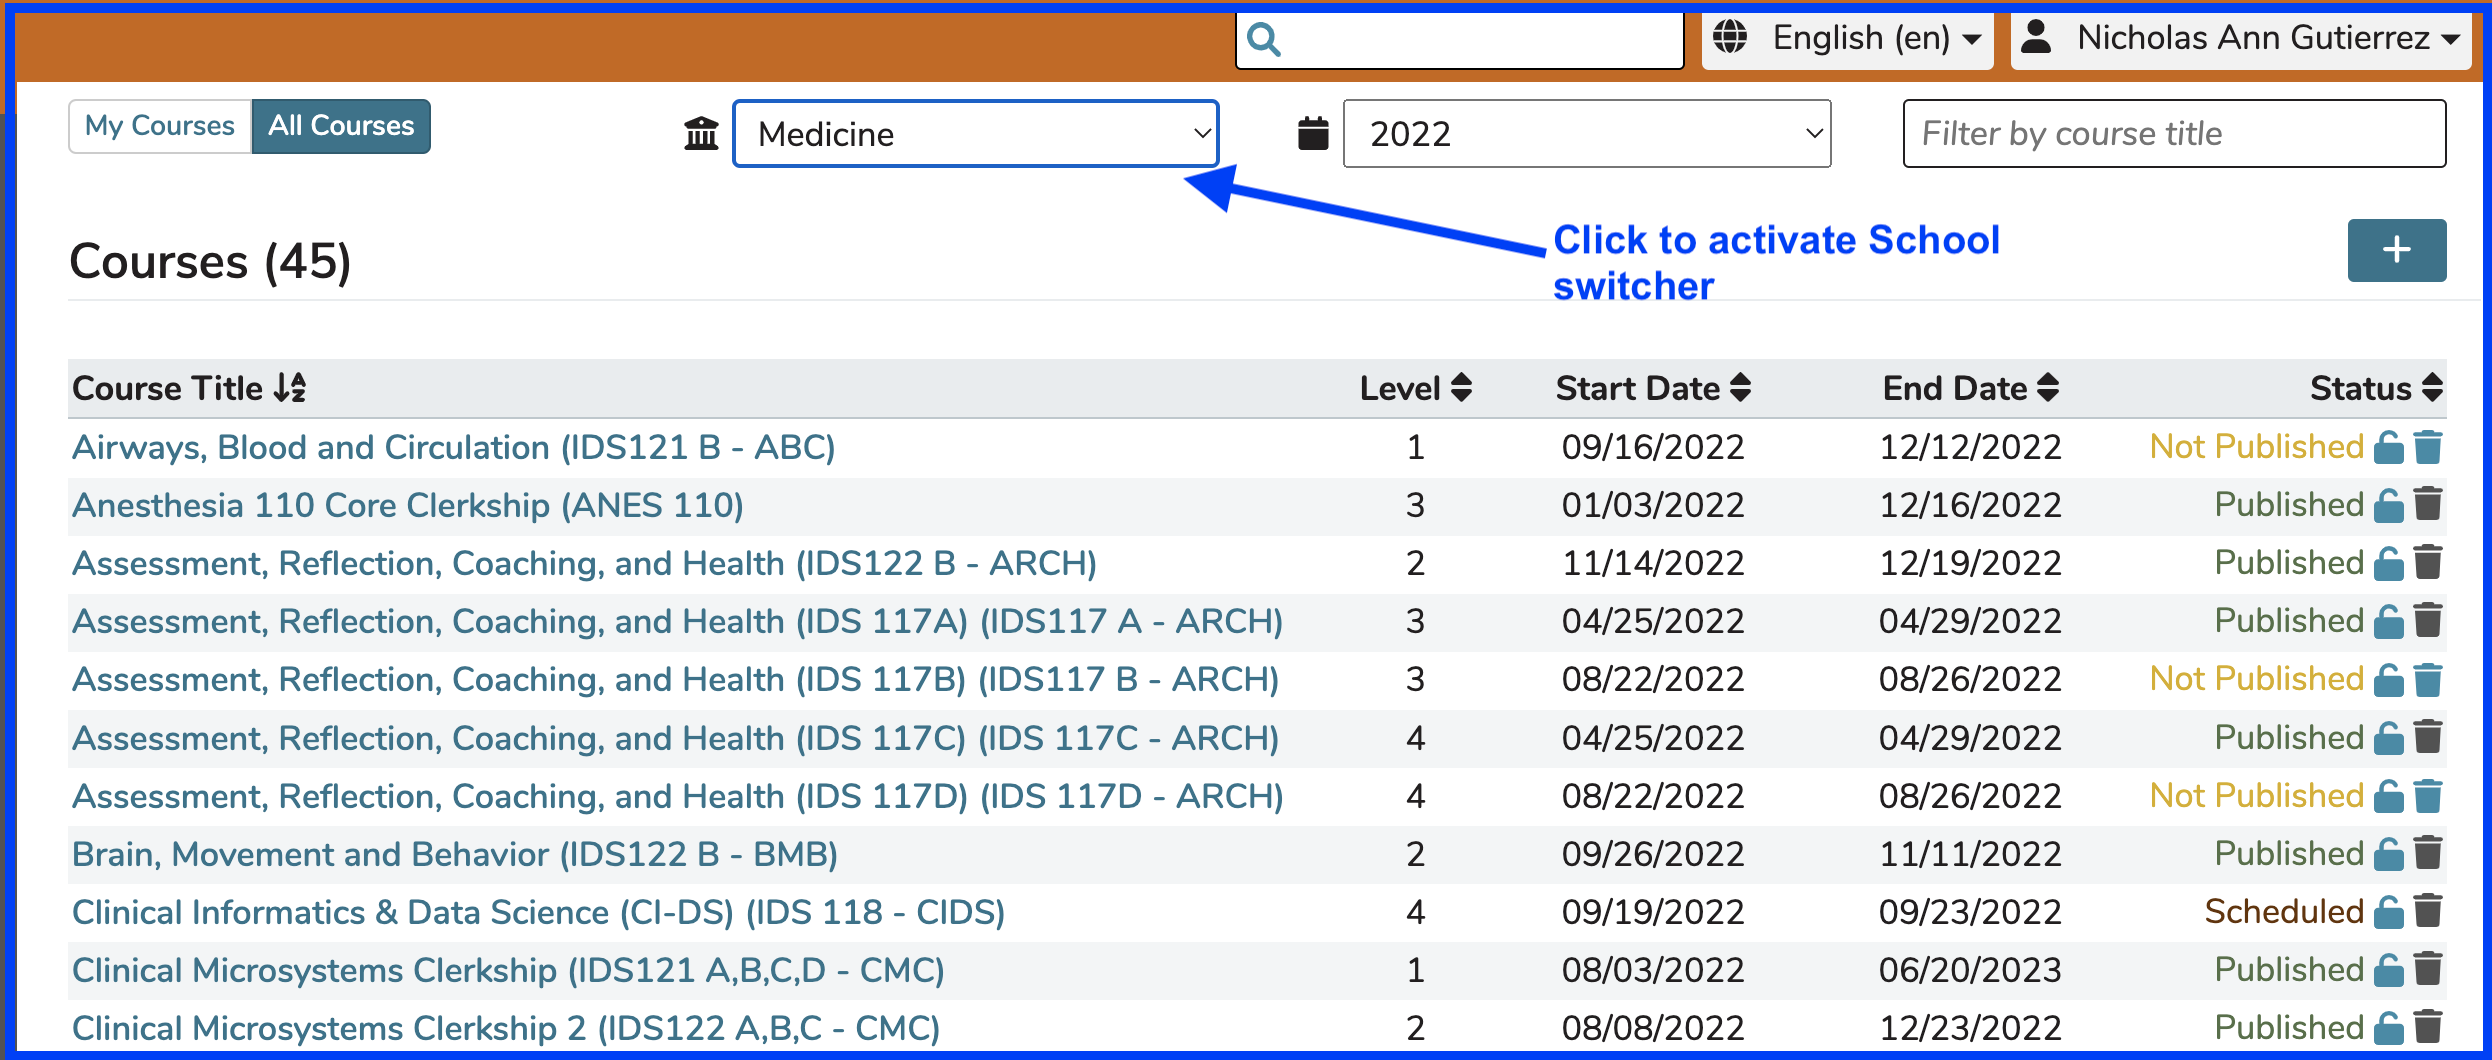 English (en) Nicholas Ann Gutierrez
My Courses All Courses Medicine 2022 Filter by course title
Click to activate School
switcher
Courses (45)
+
Course Title Level Start Date End Date Status
Airways, Blood and Circulation (IDS121 B - ABC) 1 09/16/2022 12/12/2022 Not Published
Anesthesia 110 Core Clerkship (ANES 110) 3 01/03/2022 12/16/2022 Published
Assessment, Reflection, Coaching, and Health (IDS122 B - ARCH) 2 11/14/2022 12/19/2022 Published
Assessment, Reflection, Coaching, and Health (IDS 117A) (IDS117 A - ARCH) 3 04/25/2022 04/29/2022 Published
Assessment, Reflection, Coaching, and Health (IDS 117B) (IDS117 B - ARCH) 3 08/22/2022 08/26/2022 Not Published
Assessment, Reflection, Coaching, and Health (IDS 117C) (IDS 117C - ARCH) 4 04/25/2022 04/29/2022 Published
Assessment, Reflection, Coaching, and Health (IDS 117D) (IDS 117D - ARCH) 4 08/22/2022 08/26/2022 Not Published
Brain, Movement and Behavior (IDS122 B - BMB) 2 09/26/2022 11/11/2022 Published
Clinical Informatics & Data Science (CI-DS) (IDS 118 - CIDS) 4 09/19/2022 09/23/2022 Scheduled
Clinical Microsystems Clerkship (IDS121 A,B,C,D - CMC) 1 08/03/2022 06/20/2023 Published
Clinical Microsystems Clerkship 2 (IDS122 A,B,C - CMC) 2 08/08/2022 12/23/2022 Published